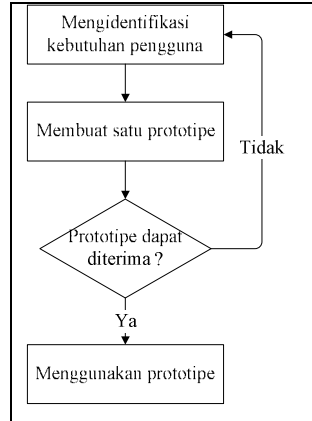 Mengidentifikasi
kebutuhan pengguna
Membuat satu prototipe
Tidak
Prototipe dapat
diterima ?
Ya
Menggunakan prototipe